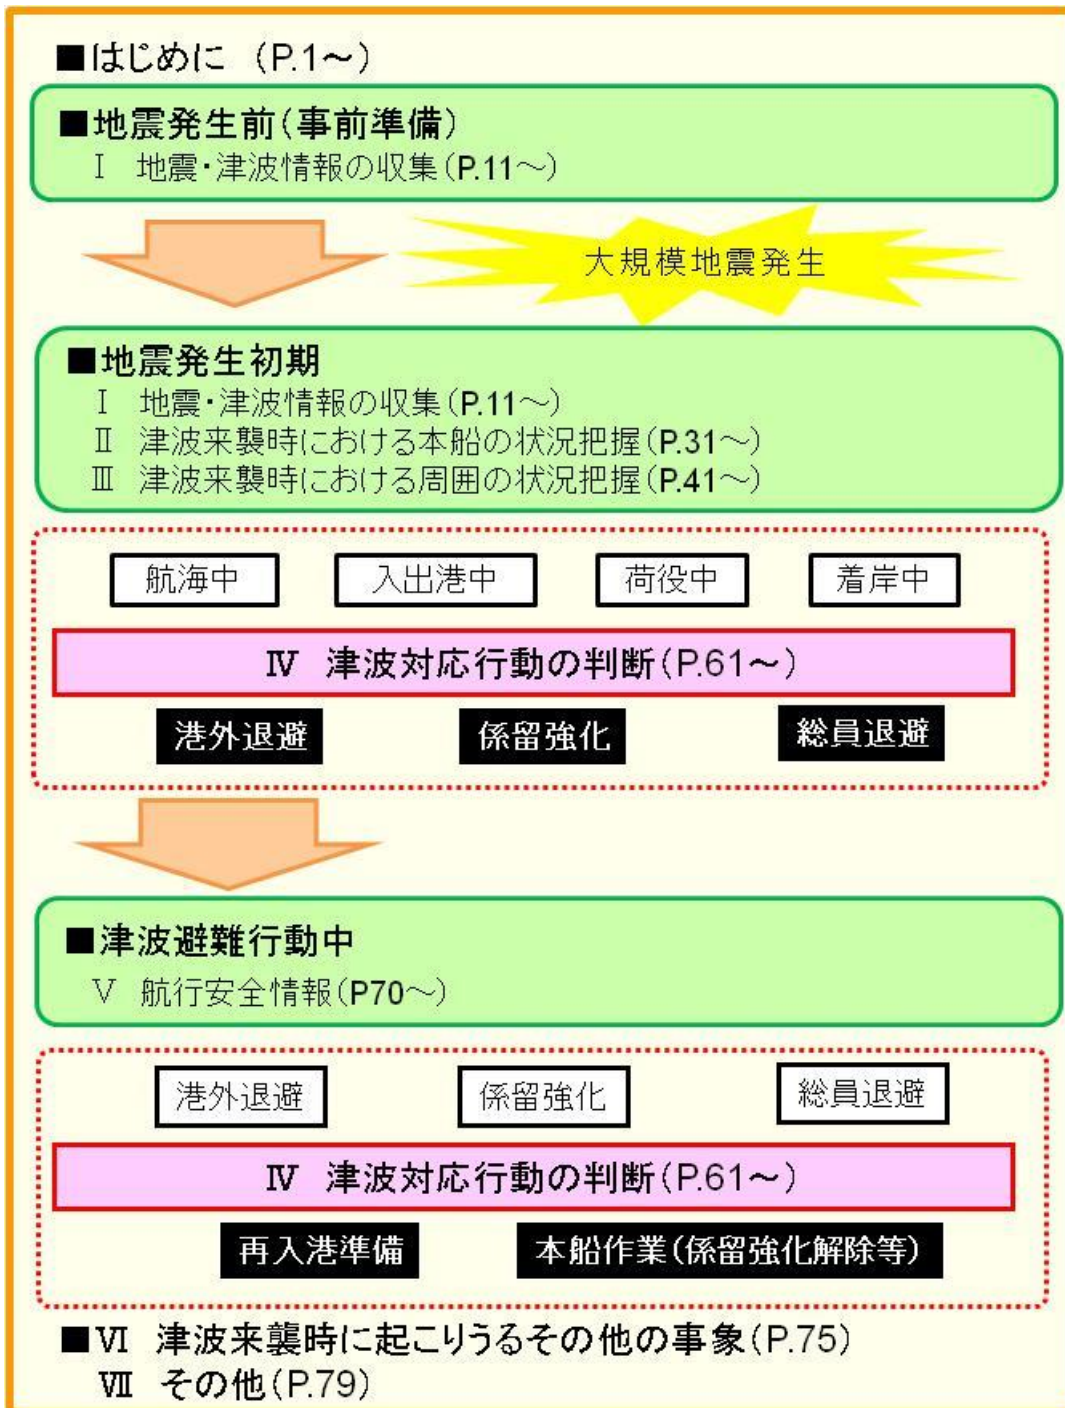 ■はじめに (P.1～)
■地震発生前(事前準備)
Ⅰ 地震・津波情報の収集(P.11～)
大規模地震発生
■地震発生初期
Ⅰ 地震・津波情報の収集(P.11～)
Ⅱ 津波来襲時における本船の状況把握(P.31～)
Ⅲ 津波来襲時における周囲の状況把握(P.41～)
航海中 入出港中 荷役中 着岸中
Ⅳ 津波対応行動の判断(P.61～)
港外退避 係留強化 総員退避
■津波避難行動中
Ⅴ 航行安全情報(P70～)
港外退避 係留強化 総員退避
Ⅳ 津波対応行動の判断(P.61～)
再入港準備 本船作業(係留強化解除等)
■Ⅵ 津波来襲時に起こりうるその他の事象(P.75)
Ⅶ その他(P.79)